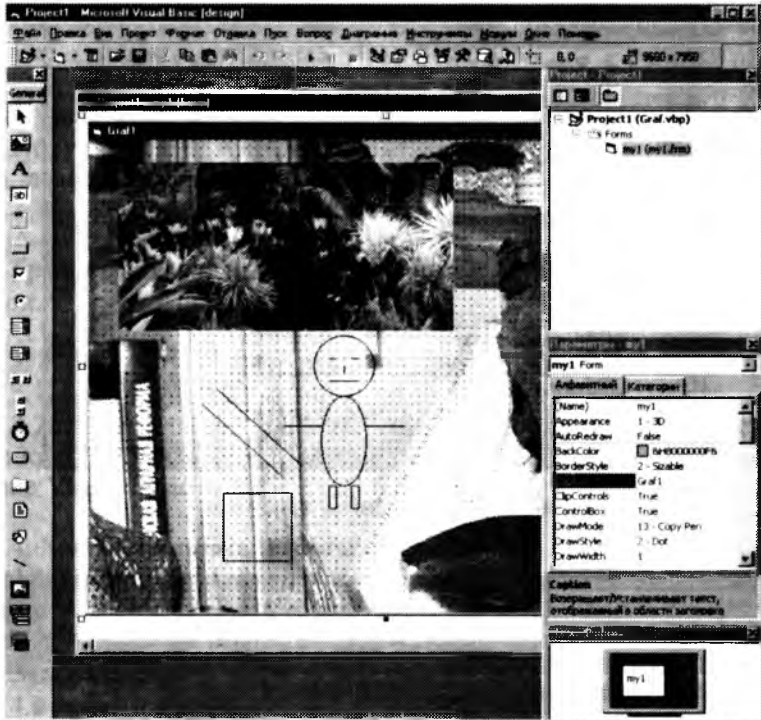 Project1 - Microsoft Visual Basic [design]
Файл Правка Вид Проект Формат Отладка Пуск Вопрос Диаграмма Инструменты Модули Окно Помощь
0, 0 9600 x 7950
General
Project - Project1
Project1 (Graf.vbp)
Forms
my1 (my1.frm)
Graf1
Параметры - my1
my1 Form
Алфавитный Категории
(Name) my1
Appearance 1 - 3D
AutoRedraw False
BackColor &H8000000F&
BorderStyle 2 - Sizable
Graf1
ClipControls True
ControlBox True
DrawMode 13 - Copy Pen
DrawStyle 2 - Dot
DrawWidth 1
Caption
Возвращает/Устанавливает текст,
отображаемый в области заголовка
my1